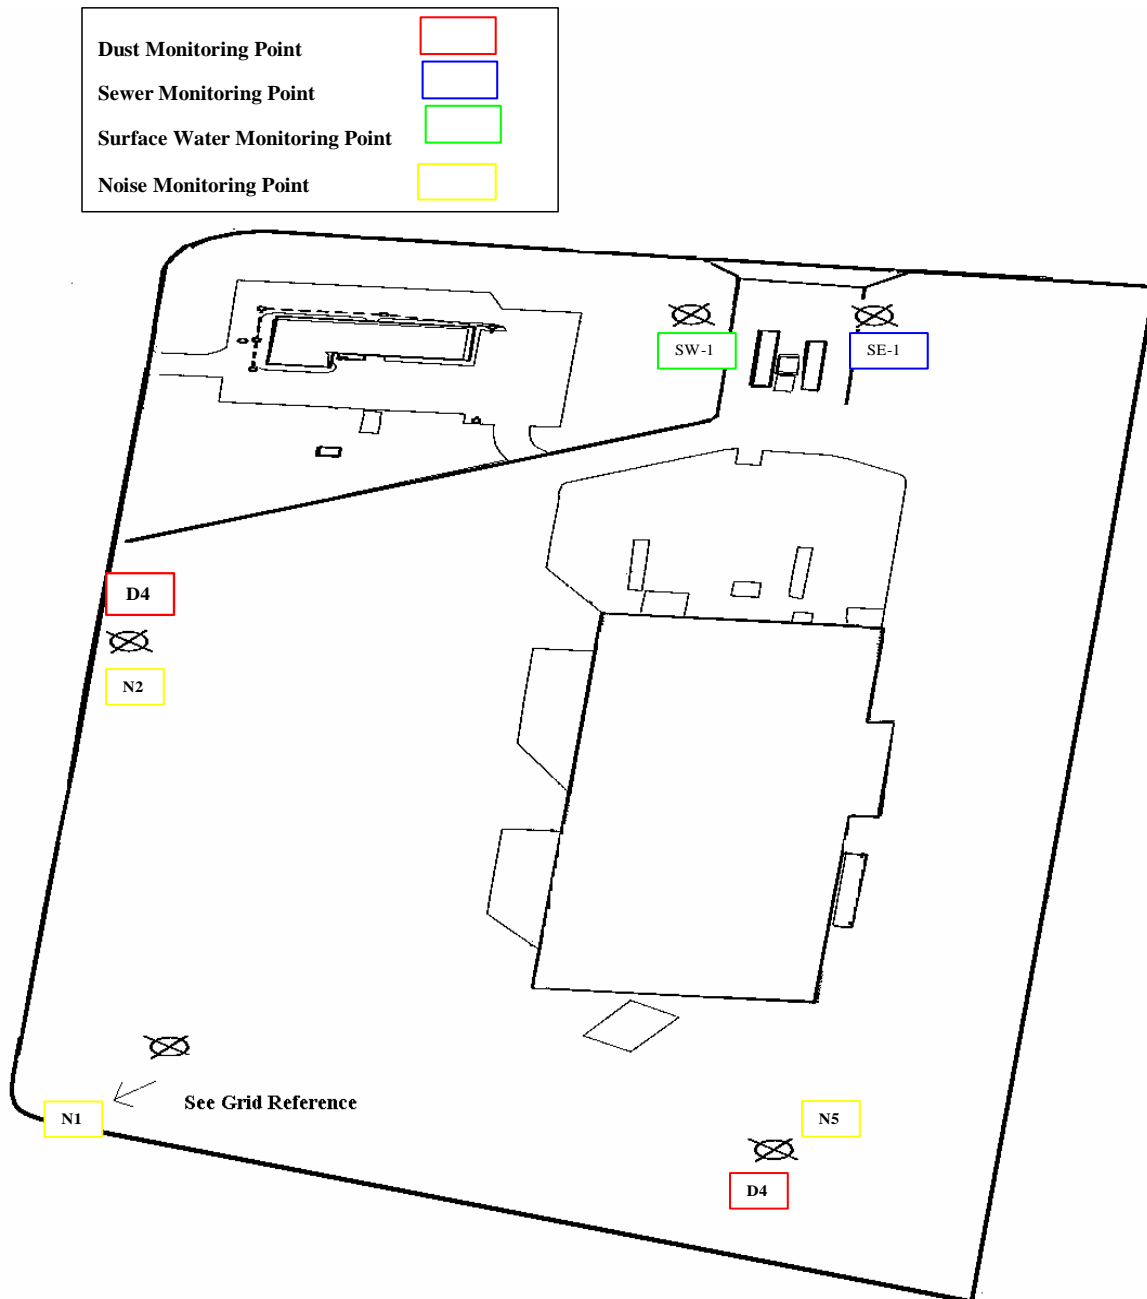 Dust Monitoring Point
Sewer Monitoring Point
Surface Water Monitoring Point
Noise Monitoring Point
SW-1
SE-1
D4
N2
See Grid Reference
N1
N5
D4